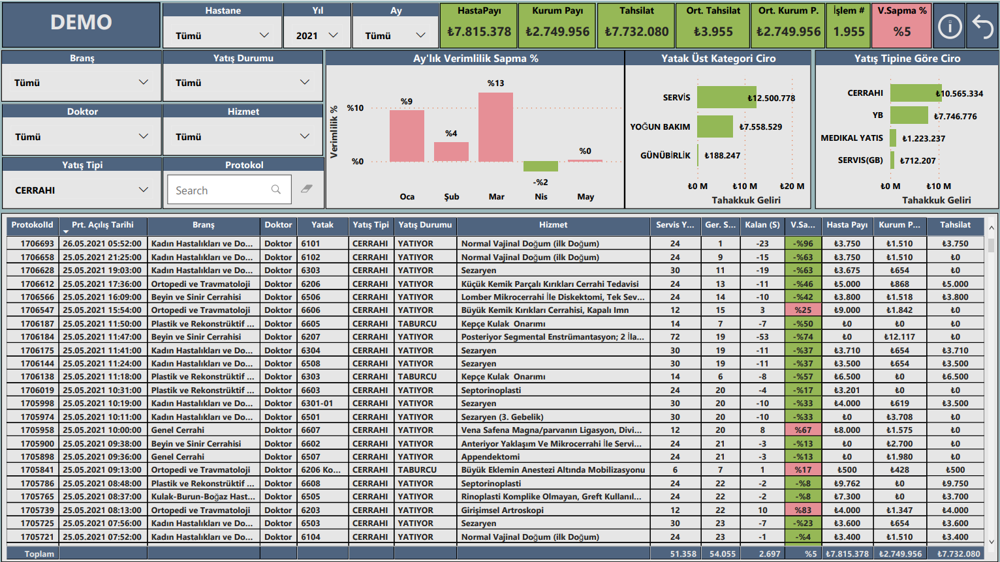 DEMO
Hastane
Tümü
Yıl
2021
Ay
Tümü
HastaPayı
₺7.815.378
Kurum Payı
₺2.749.956
Tahsilat
₺7.732.080
Ort. Tahsilat
₺3.955
Ort. Kurum P.
₺2.749.956
İşlem #
1.955
V.Sapma %
%5
Branş
Tümü
Yatış Durumu
Tümü
Doktor
Tümü
Hizmet
Tümü
Yatış Tipi
CERRAHI
Protokol
Search
Ay'lık Verimlilik Sapma %
Verimlilik %
%10
%0
%9
%4
%13
-%2
%0
Oca Şub Mar Nis May
Yatak Üst Kategori Ciro
SERVİS ₺12.500.778
YOĞUN BAKIM ₺7.558.529
GÜNÜBİRLİK ₺188.247
₺0 M ₺10 M ₺20 M
Tahakkuk Geliri
Yatış Tipine Göre Ciro
CERRAHI ₺10.565.334
YB ₺7.746.776
MEDIKAL YATIS ₺1.223.237
SERVIS(GB) ₺712.207
₺0 M ₺10 M
Tahakkuk Geliri
ProtokolId Prt. Açılış Tarihi Branş Doktor Yatak Yatış Tipi Yatış Durumu Hizmet Servis Y... Ger. S... Kalan (S) V.Sa... Hasta Payı Kurum P... Tahsilat
1706693 26.05.2021 05:52:00 Kadın Hastalıkları ve Do... Doktor 6101 CERRAHI YATIYOR Normal Vajinal Doğum (ilk Doğum) 24 1 -23 -%96 ₺3.750 ₺1.510 ₺3.750
1706658 25.05.2021 21:25:00 Kadın Hastalıkları ve Do... Doktor 6102 CERRAHI YATIYOR Normal Vajinal Doğum (ilk Doğum) 24 9 -15 -%63 ₺3.750 ₺1.510 ₺0
1706628 25.05.2021 19:03:00 Kadın Hastalıkları ve Do... Doktor 6303 CERRAHI YATIYOR Sezaryen 30 11 -19 -%63 ₺3.675 ₺654 ₺0
1706612 25.05.2021 17:36:00 Ortopedi ve Travmatoloji Doktor 6206 CERRAHI YATIYOR Küçük Kemik Parçalı Kırıkları Cerrahi Tedavisi 24 13 -11 -%46 ₺5.000 ₺868 ₺5.000
1706566 25.05.2021 16:09:00 Beyin ve Sinir Cerrahisi Doktor 6506 CERRAHI YATIYOR Lomber Mikrocerrahi İle Diskektomi, Tek Sev... 24 14 -10 -%42 ₺3.800 ₺1.518 ₺3.800
1706547 25.05.2021 15:54:00 Ortopedi ve Travmatoloji Doktor 6606 CERRAHI YATIYOR Büyük Kemik Kırıkları Cerrahisi, Kapalı Imn 12 15 3 %25 ₺9.000 ₺1.842 ₺0
1706187 25.05.2021 11:50:00 Plastik ve Rekonstrüktif ... Doktor 6605 CERRAHI TABURCU Kepçe Kulak Onarımı 14 7 -7 -%50 ₺0 ₺0 ₺0
1706184 25.05.2021 11:47:00 Beyin ve Sinir Cerrahisi Doktor 6207 CERRAHI YATIYOR Posteriyor Segmental Enstrümantasyon; 2 İla... 72 19 -53 -%74 ₺0 ₺12.117 ₺0
1706175 25.05.2021 11:41:00 Kadın Hastalıkları ve Do... Doktor 6304 CERRAHI YATIYOR Sezaryen 30 19 -11 -%37 ₺3.710 ₺654 ₺3.710
1706144 25.05.2021 11:24:00 Kadın Hastalıkları ve Do... Doktor 6508 CERRAHI YATIYOR Sezaryen 30 19 -11 -%37 ₺3.500 ₺654 ₺3.500
1706138 25.05.2021 11:18:00 Plastik ve Rekonstrüktif ... Doktor 6303 CERRAHI TABURCU Kepçe Kulak Onarımı 14 6 -8 -%57 ₺6.500 ₺0 ₺6.500
1706019 25.05.2021 10:31:00 Plastik ve Rekonstrüktif ... Doktor 6603 CERRAHI YATIYOR Septorinoplasti 24 20 -4 -%17 ₺3.201 ₺0 ₺0
1705998 25.05.2021 10:19:00 Kadın Hastalıkları ve Do... Doktor 6301-01 CERRAHI YATIYOR Sezaryen 30 20 -10 -%33 ₺4.000 ₺619 ₺3.500
1705974 25.05.2021 10:11:00 Kadın Hastalıkları ve Do... Doktor 6501 CERRAHI YATIYOR Sezaryen (3. Gebelik) 30 20 -10 -%33 ₺0 ₺3.708 ₺0
1705958 25.05.2021 10:00:00 Genel Cerrahi Doktor 6607 CERRAHI YATIYOR Vena Safena Magna/parvanın Ligasyon, Divi... 12 20 8 %67 ₺8.000 ₺1.575 ₺0
1705900 25.05.2021 09:38:00 Beyin ve Sinir Cerrahisi Doktor 6602 CERRAHI YATIYOR Anteriyor Yaklaşım Ve Mikrocerrahi İle Servi... 24 21 -3 -%13 ₺0 ₺2.700 ₺0
1705898 25.05.2021 09:36:00 Genel Cerrahi Doktor 6507 CERRAHI YATIYOR Appendektomi 24 21 -3 -%13 ₺0 ₺1.980 ₺0
1705841 25.05.2021 09:13:00 Ortopedi ve Travmatoloji Doktor 6206 Ko... CERRAHI TABURCU Büyük Eklemin Anestezi Altında Mobilizasyonu 6 7 1 %17 ₺500 ₺428 ₺500
1705786 25.05.2021 08:48:00 Plastik ve Rekonstrüktif ... Doktor 6608 CERRAHI YATIYOR Septorinoplasti 24 22 -2 -%8 ₺9.762 ₺0 ₺9.750
1705765 25.05.2021 08:37:00 Kulak-Burun-Boğaz Hast... Doktor 6505 CERRAHI YATIYOR Rinoplasti Komplike Olmayan, Greft Kullanıl... 24 22 -2 -%8 ₺7.300 ₺0 ₺3.700
1705739 25.05.2021 08:13:00 Ortopedi ve Travmatoloji Doktor 6203 CERRAHI YATIYOR Girişimsel Artroskopi 12 22 10 %83 ₺4.000 ₺1.347 ₺4.000
1705725 25.05.2021 07:56:00 Kadın Hastalıkları ve Do... Doktor 6503 CERRAHI YATIYOR Sezaryen 30 23 -7 -%23 ₺3.600 ₺654 ₺3.600
1705721 25.05.2021 07:52:00 Kadın Hastalıkları ve Do... Doktor 6104 CERRAHI YATIYOR Normal Vajinal Doğum (ilk Doğum) 24 23 -1 -%4 ₺3.400 ₺1.510 ₺3.400
Toplam 51.358 54.055 2.697 %5 ₺7.815.378 ₺2.749.956 ₺7.732.080